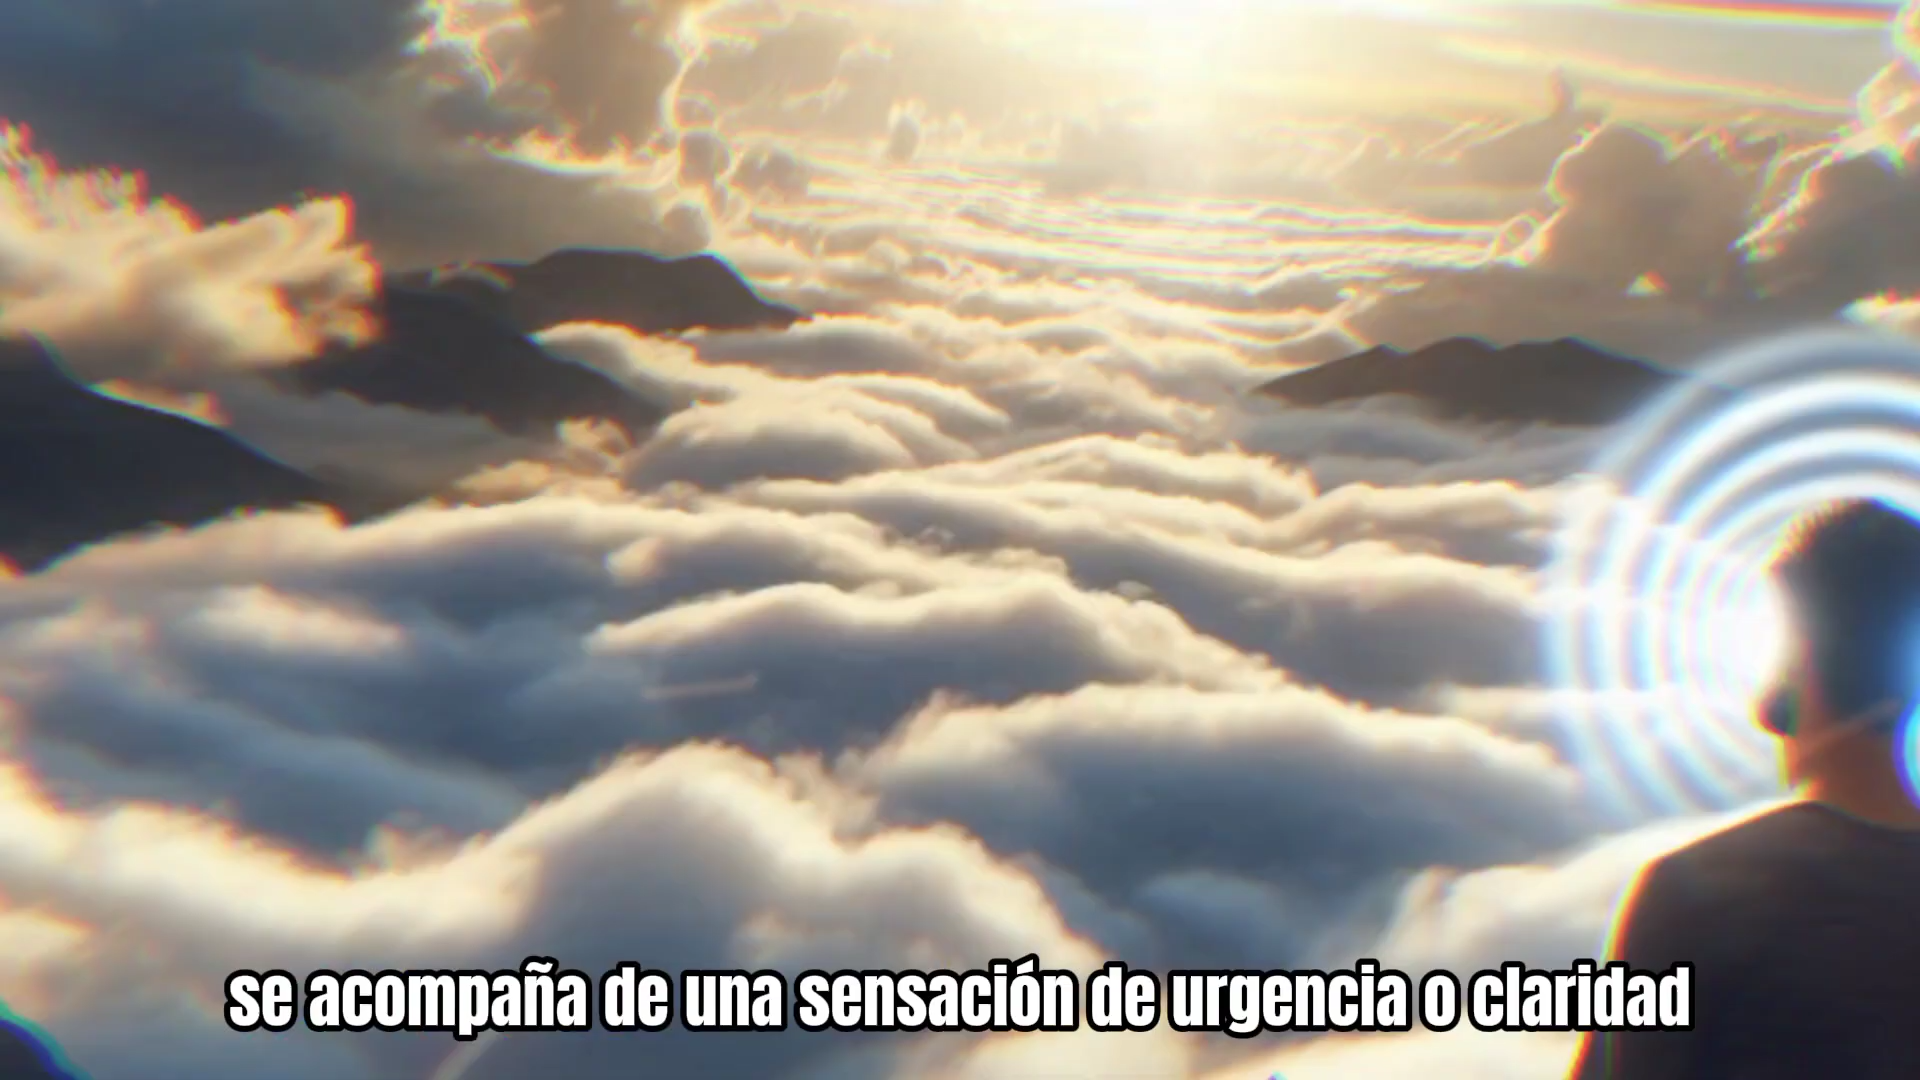 se acompaña de una sensación de urgencia o claridad